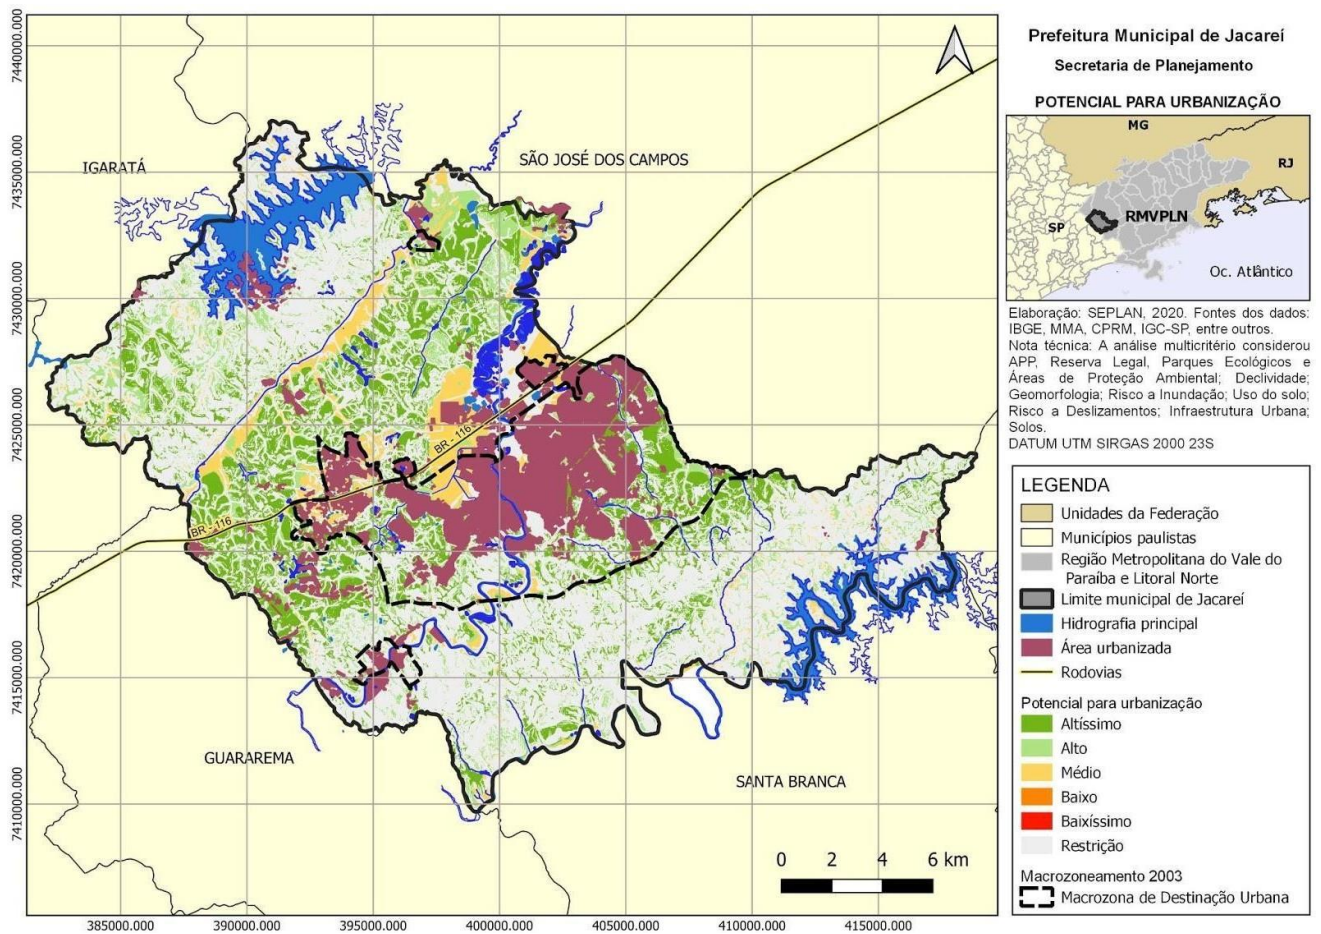 Prefeitura Municipal de Jacareí
Secretaria de Planejamento
POTENCIAL PARA URBANIZAÇÃO
MG
RJ
RMVPLN
SP
Oc. Atlântico
Elaboração: SEPLAN, 2020. Fontes dos dados:
IBGE, MMA, CPRM, IGC-SP, entre outros.
Nota técnica: A análise multicritério considerou
APP, Reserva Legal, Parques Ecológicos e
Áreas de Proteção Ambiental; Declividade;
Geomorfologia; Risco a Inundação; Uso do solo;
Risco a Deslizamentos; Infraestrutura Urbana;
Solos.
DATUM UTM SIRGAS 2000 23S
LEGENDA
Unidades da Federação
Municípios paulistas
Região Metropolitana do Vale do
Paraíba e Litoral Norte
Limite municipal de Jacareí
Hidrografia principal
Área urbanizada
Rodovias
Potencial para urbanização
Altíssimo
Alto
Médio
Baixo
Baixíssimo
Restrição
Macrozoneamento 2003
Macrozona de Destinação Urbana
IGARATÁ
SÃO JOSÉ DOS CAMPOS
BR - 116
BR - 116
GUARAREMA
SANTA BRANCA
0 2 4 6 km
7440000.000
7435000.000
7430000.000
7425000.000
7420000.000
7415000.000
7410000.000
385000.000 390000.000 395000.000 400000.000 405000.000 410000.000 415000.000